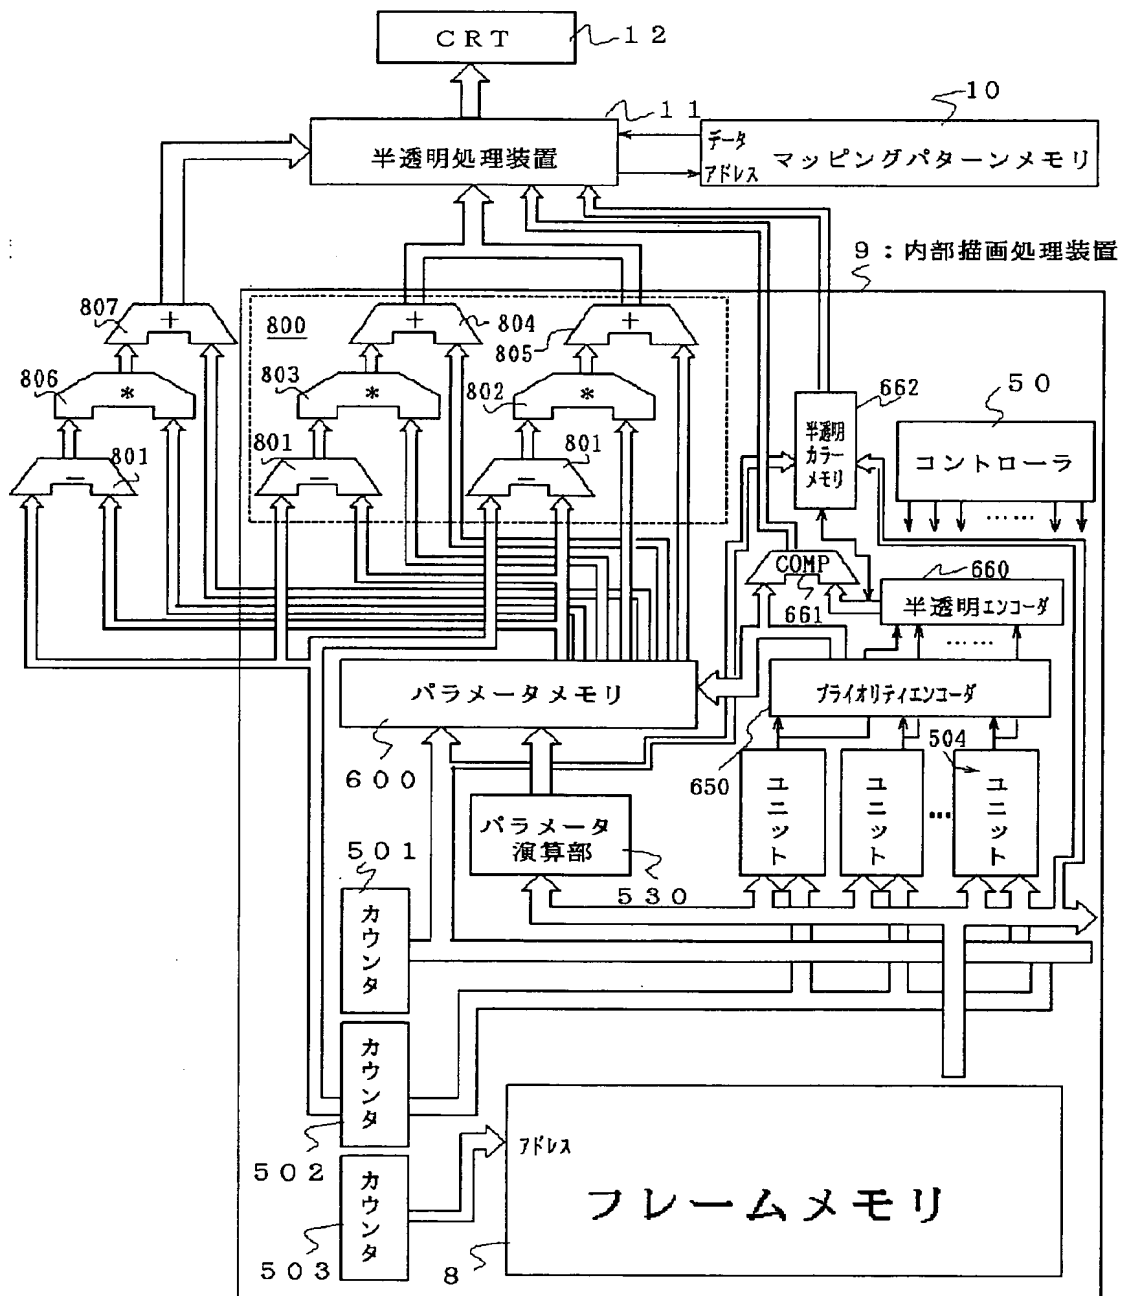 CRT
12
11
10
半透明処理装置
データ
アドレス
マッピングパターンメモリ
9:内部描画処理装置
807
+
800
+
804
+
805
806
*
803
*
802
*
662
半透明
カラー
メモリ
50
コントローラ
……
801
-
801
-
801
-
COMP
661
660
半透明エンコーダ
……
パラメータメモリ
600
プライオリティエンコーダ
650
504
ユニット
ユニット
…
ユニット
パラメータ
演算部
530
501
カウンタ
カウンタ
502
カウンタ
503
アドレス
フレームメモリ
8